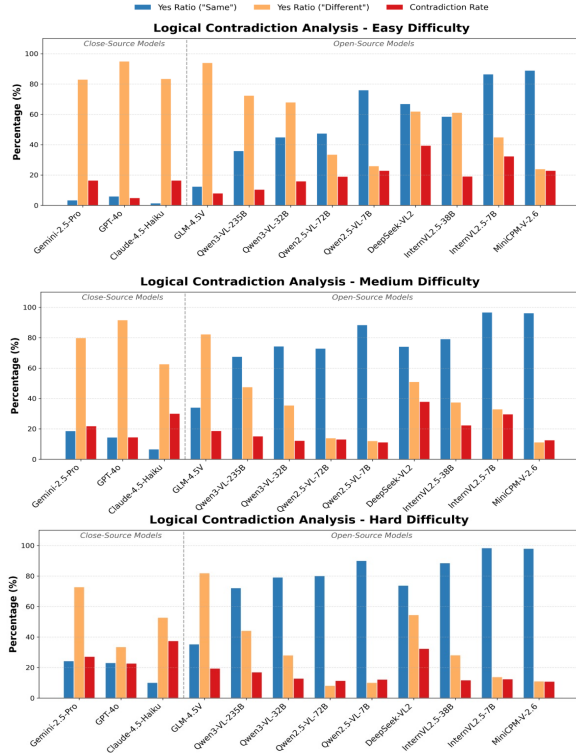 Yes Ratio ("Same") Yes Ratio ("Different") Contradiction Rate
Logical Contradiction Analysis - Easy Difficulty
Close-Source Models Open-Source Models
Percentage (%)
100
80
60
40
20
0
Gemini-2.5-Pro
GPT-4o
Claude-4.5-Haiku
GLM-4.5V
Qwen3-VL-235B
Qwen3-VL-32B
Qwen2.5-VL-72B
Qwen2.5-VL-7B
DeepSeek-VL2
InternVL2.5-38B
InternVL2.5-7B
MiniCPM-V-2.6
Logical Contradiction Analysis - Medium Difficulty
Close-Source Models Open-Source Models
Percentage (%)
100
80
60
40
20
0
Gemini-2.5-Pro
GPT-4o
Claude-4.5-Haiku
GLM-4.5V
Qwen3-VL-235B
Qwen3-VL-32B
Qwen2.5-VL-72B
Qwen2.5-VL-7B
DeepSeek-VL2
InternVL2.5-38B
InternVL2.5-7B
MiniCPM-V-2.6
Logical Contradiction Analysis - Hard Difficulty
Close-Source Models Open-Source Models
Percentage (%)
100
80
60
40
20
0
Gemini-2.5-Pro
GPT-4o
Claude-4.5-Haiku
GLM-4.5V
Qwen3-VL-235B
Qwen3-VL-32B
Qwen2.5-VL-72B
Qwen2.5-VL-7B
DeepSeek-VL2
InternVL2.5-38B
InternVL2.5-7B
MiniCPM-V-2.6